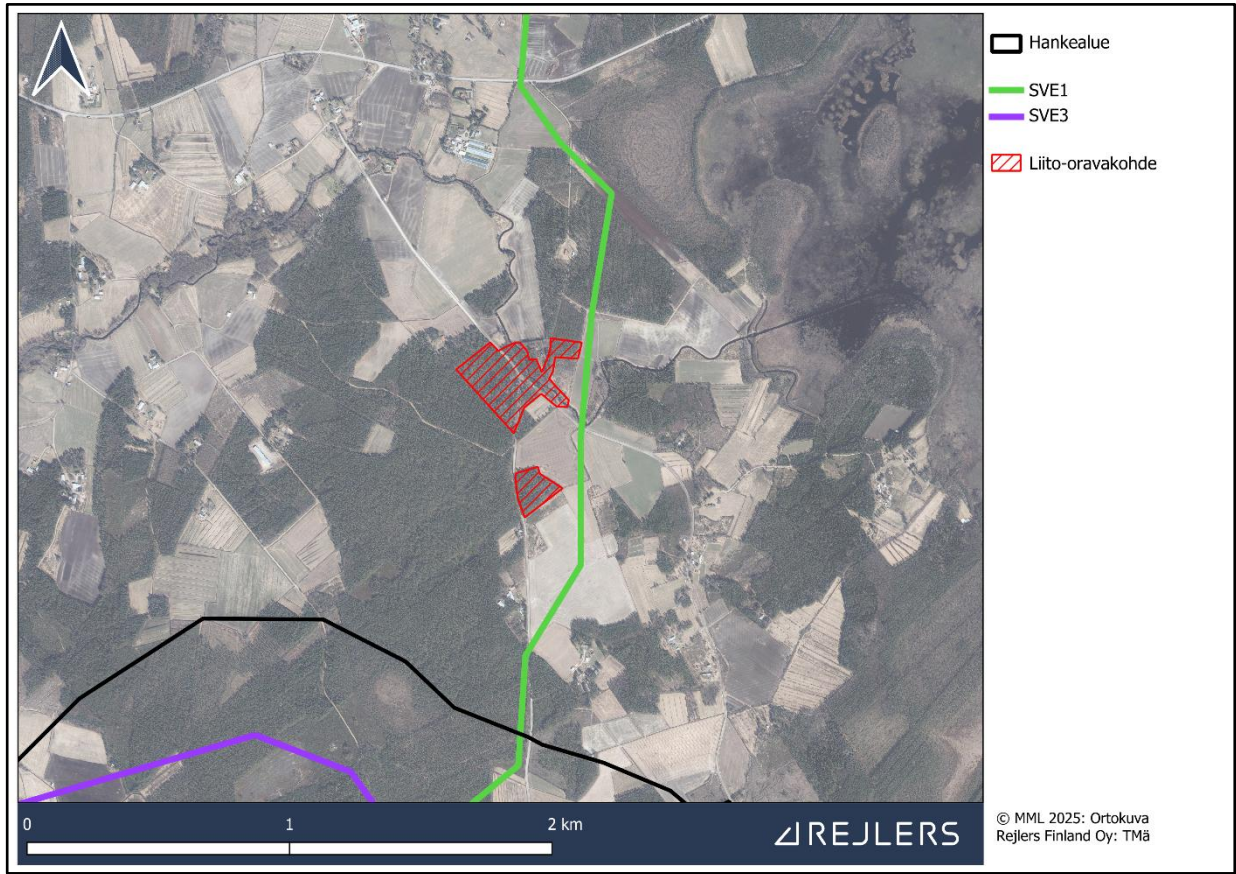 Hankealue
SVE1
SVE3
Liito-oravakohde
0 1 2 km
REJLERS
© MML 2025: Ortokuva
Rejlers Finland Oy: TMä